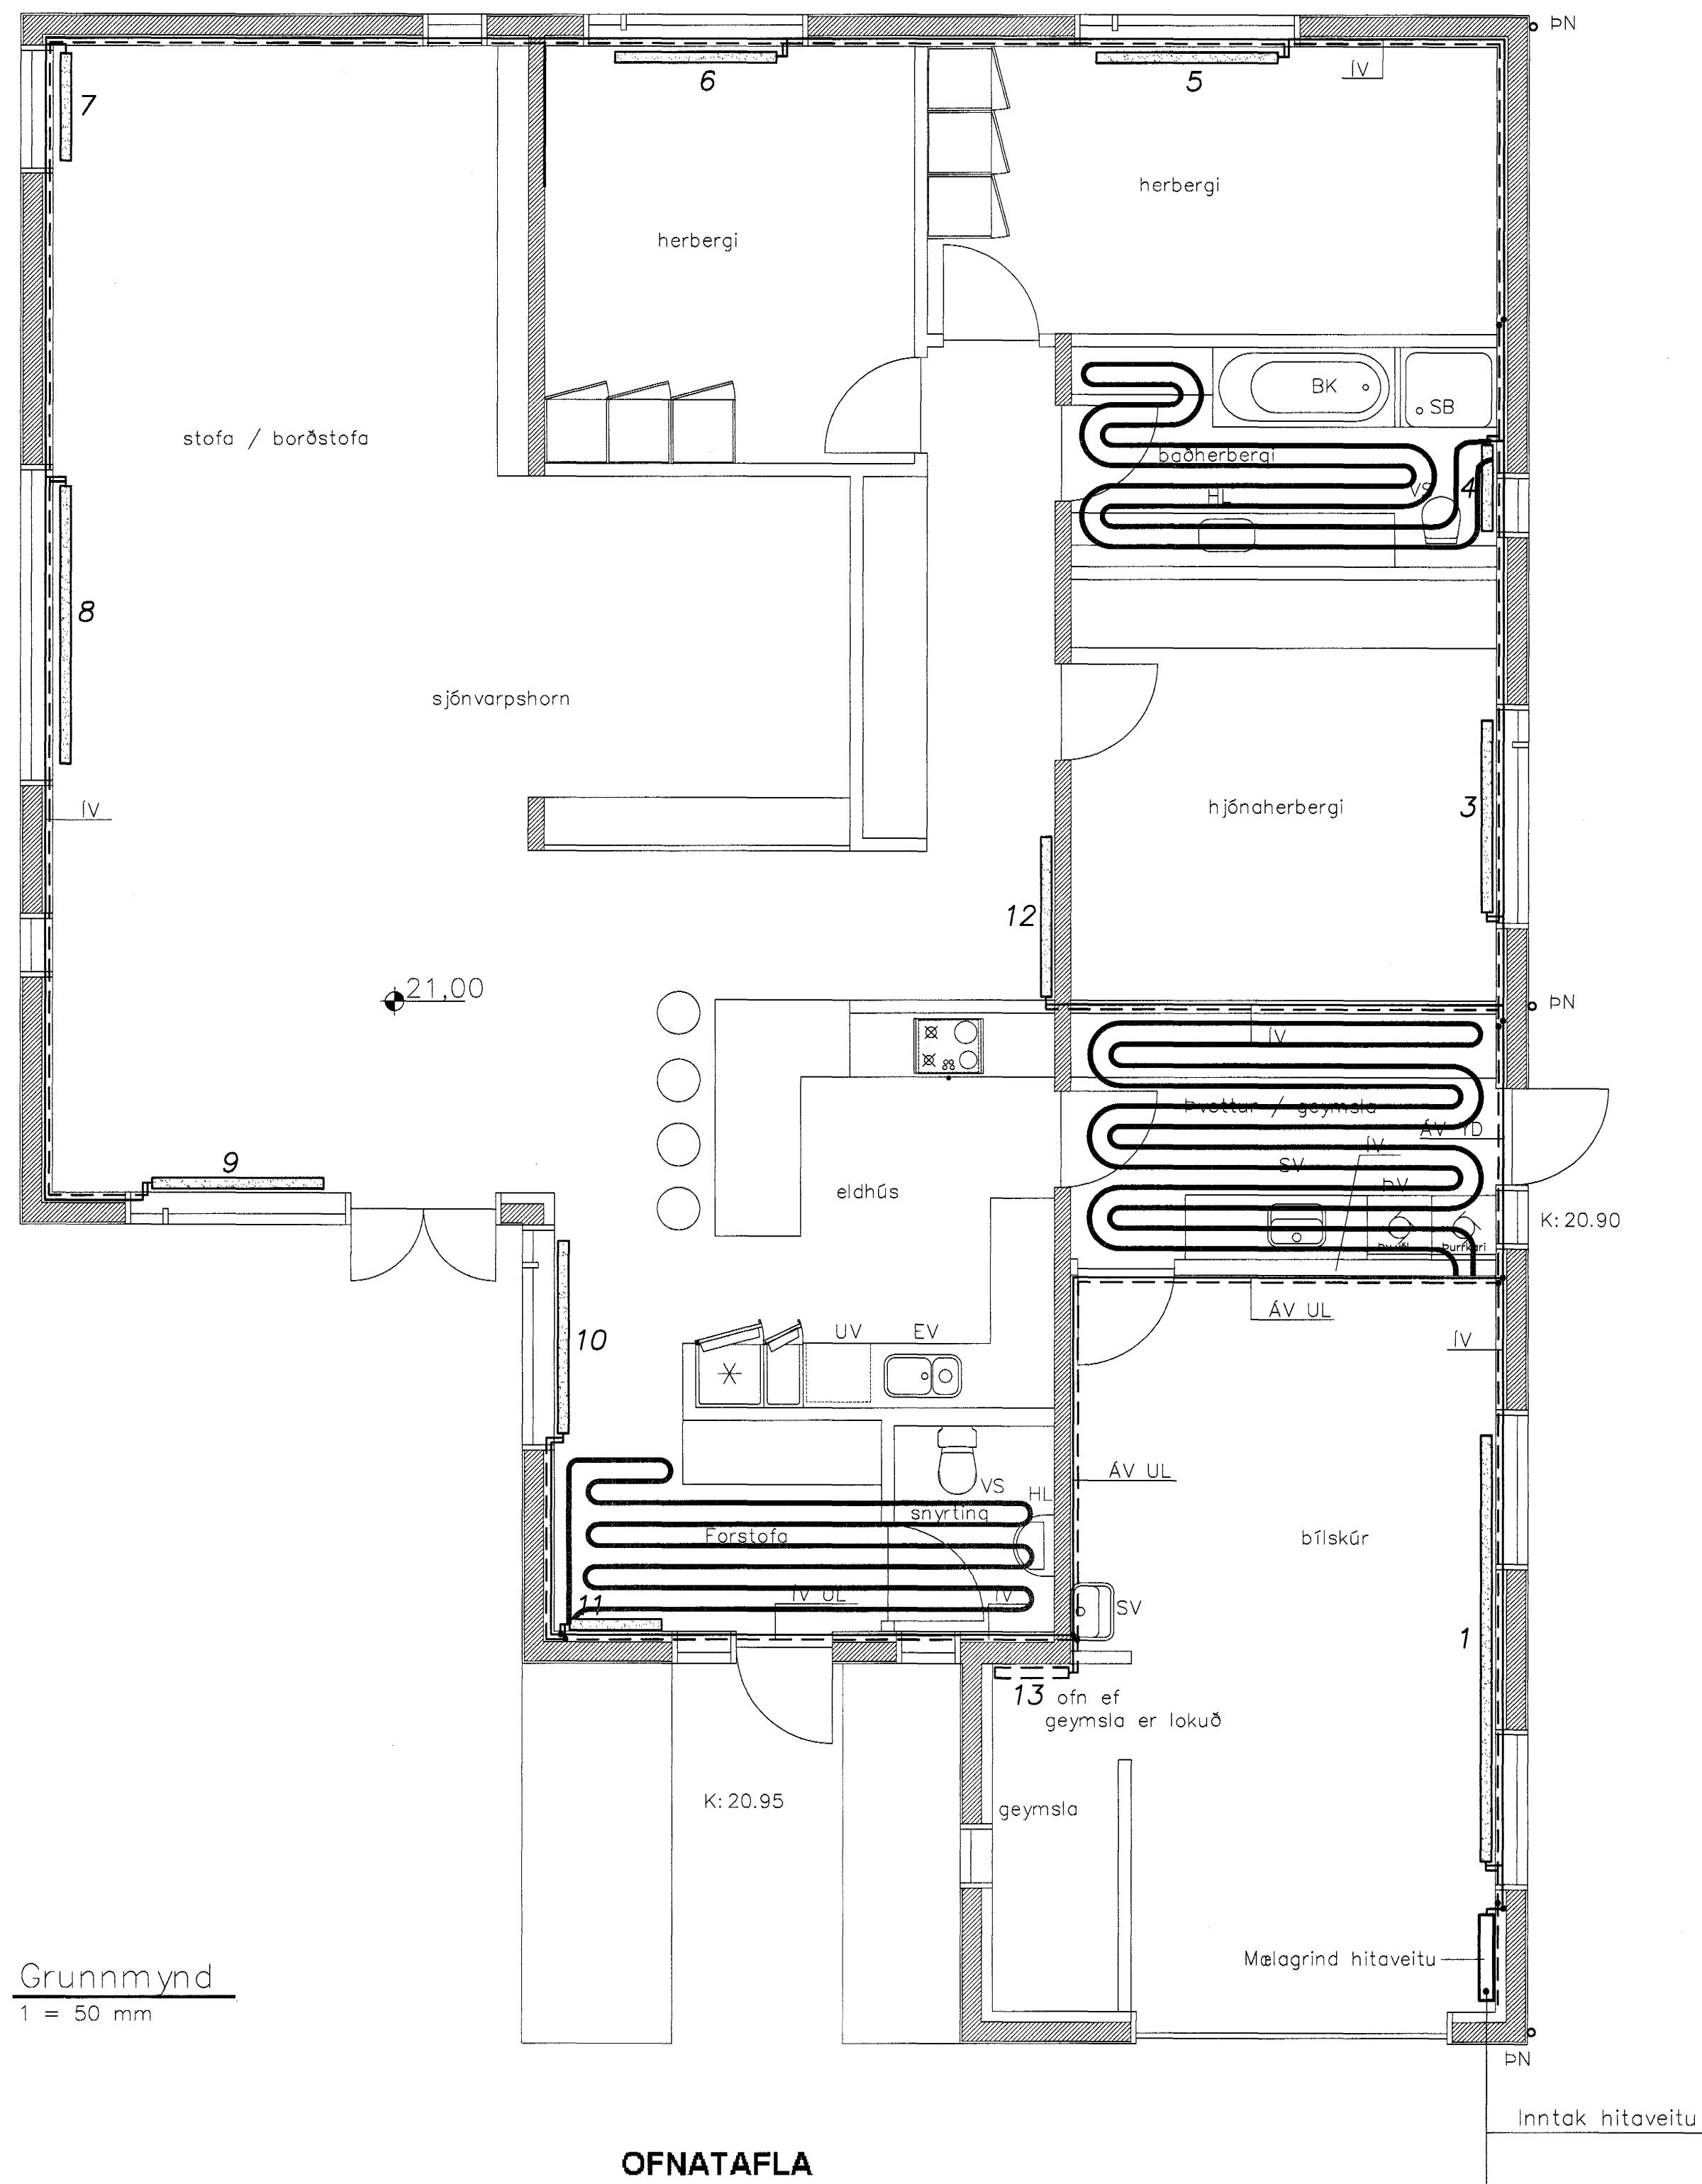 ÞN
ÍV
6
5
7
herbergi
herbergi
stofa / borðstofa
BK
SB
baðherbergi
HL
VS
4
8
sjónvarpshorn
hjónaherbergi
3
ÍV
12
21,00
ÞN
ÍV
Þvottur / geymsla
ÁV YD
ÍV
SV
9
eldhús
ÞV
K: 20.90
Þurrkari
ÁV UL
10
UV
EV
ÍV
ÁV UL
VS
HL
snyrting
Forstofa
bílskúr
11
ÍV UL
ÍV
SV
1
13 ofn ef
geymsla er lokuð
K: 20.95
geymsla
Mælagrind hitaveitu
Grunnmynd
1 = 50 mm
ÞN
Inntak hitaveitu
OFNATAFLA